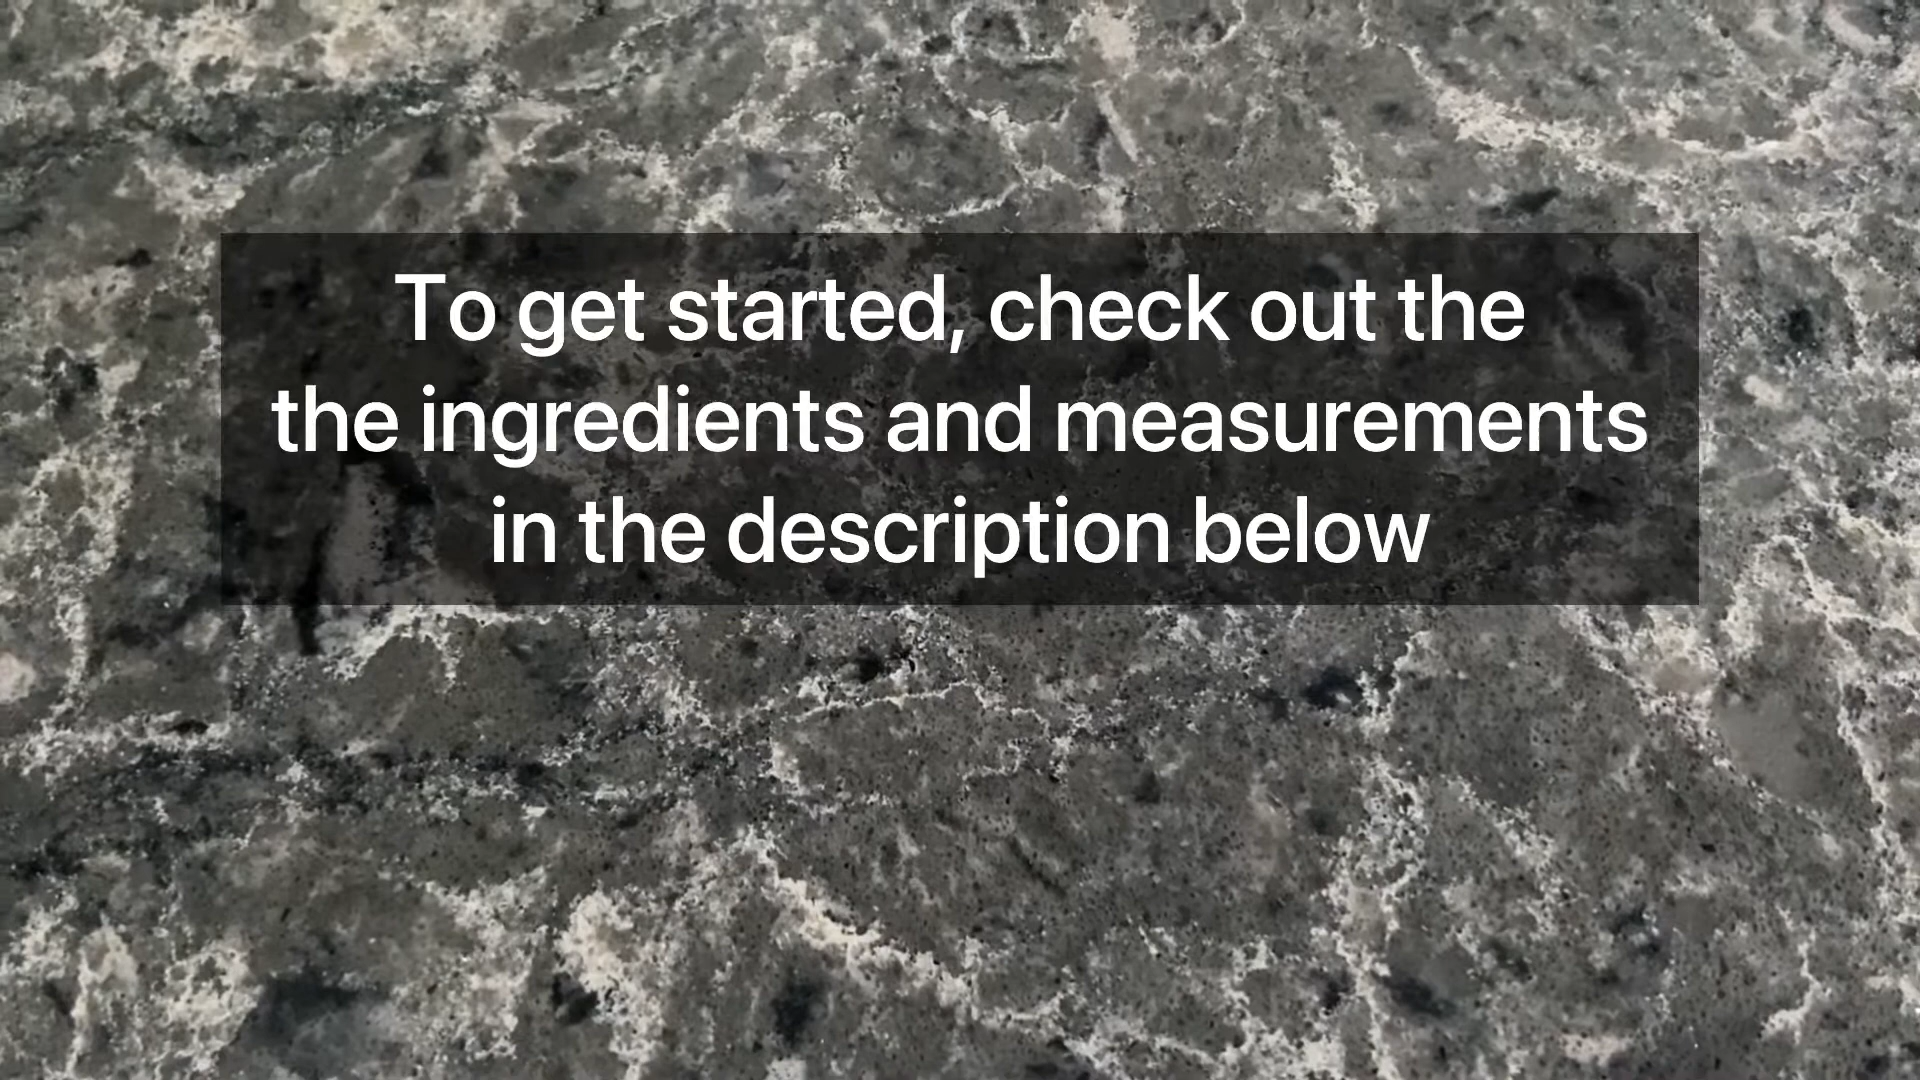 To get started, check out the
the ingredients and measurements
in the description below